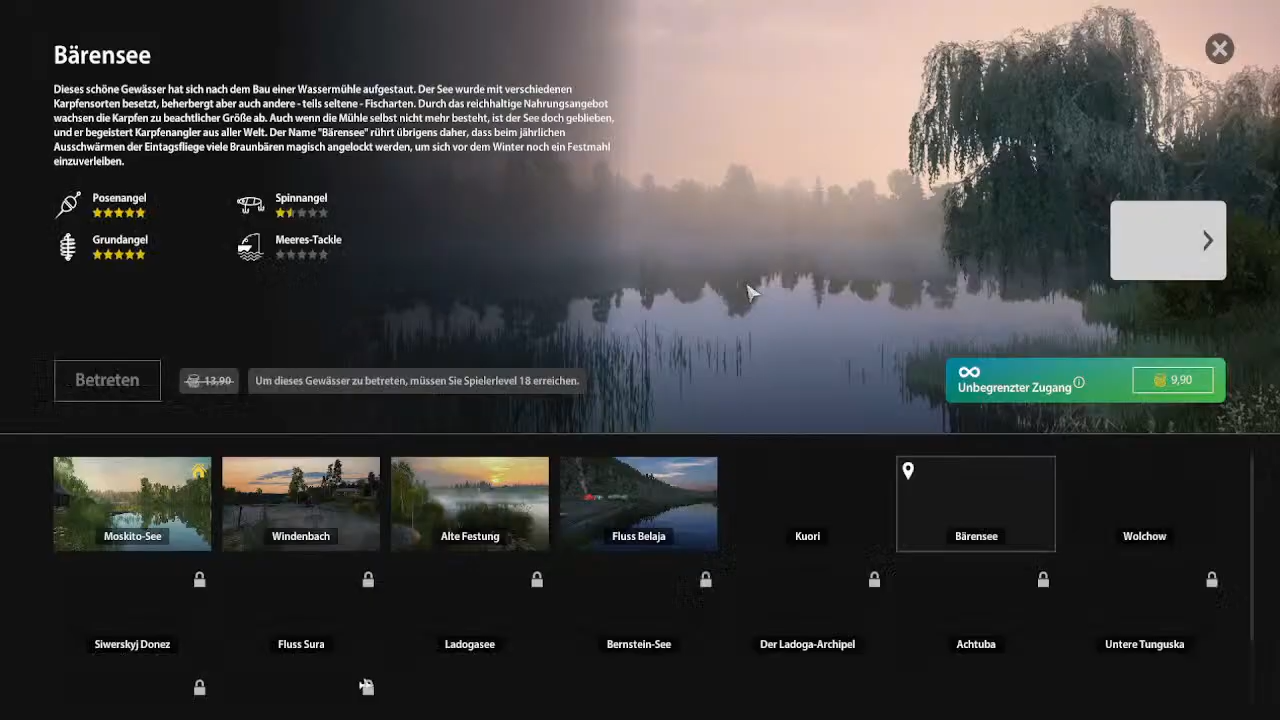 Bärensee
Dieses schöne Gewässer hat sich nach dem Bau einer Wassermühle aufgestaut. Der See wurde mit verschiedenen
Karpfensorten besetzt, beherbergt aber auch andere - teils seltene - Fischarten. Durch das reichhaltige Nahrungsangebot
wachsen die Karpfen zu beachtlicher Größe ab. Auch wenn die Mühle selbst nicht mehr besteht, ist der See doch geblieben,
und er begeistert Karpfenangler aus aller Welt. Der Name "Bärensee" rührt übrigens daher, dass beim jährlichen
Ausschwärmen der Eintagsfliege viele Braunbären magisch angelockt werden, um sich vor dem Winter noch ein Festmahl
einzuverleiben.
Posenangel
Spinnangel
Grundangel
Meeres-Tackle
Betreten
13,90
Um dieses Gewässer zu betreten, müssen Sie Spielerlevel 18 erreichen.
Unbegrenzter Zugang
9,90
Moskito-See
Windenbach
Alte Festung
Fluss Belaja
Kuori
Bärensee
Wolchow
Siwerskyj Donez
Fluss Sura
Ladogasee
Bernstein-See
Der Ladoga-Archipel
Achtuba
Untere Tunguska